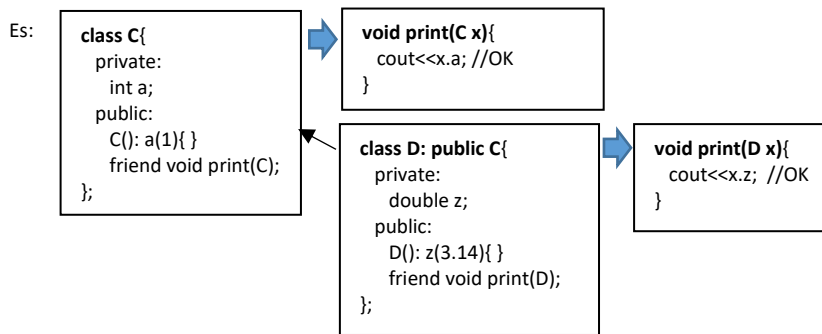 Es:
class C{
private:
int a;
public:
C(): a(1){ }
friend void print(C);
};
void print(C x){
cout<<x.a; //OK
}
class D: public C{
private:
double z;
public:
D(): z(3.14){ }
friend void print(D);
};
void print(D x){
cout<<x.z; //OK
}